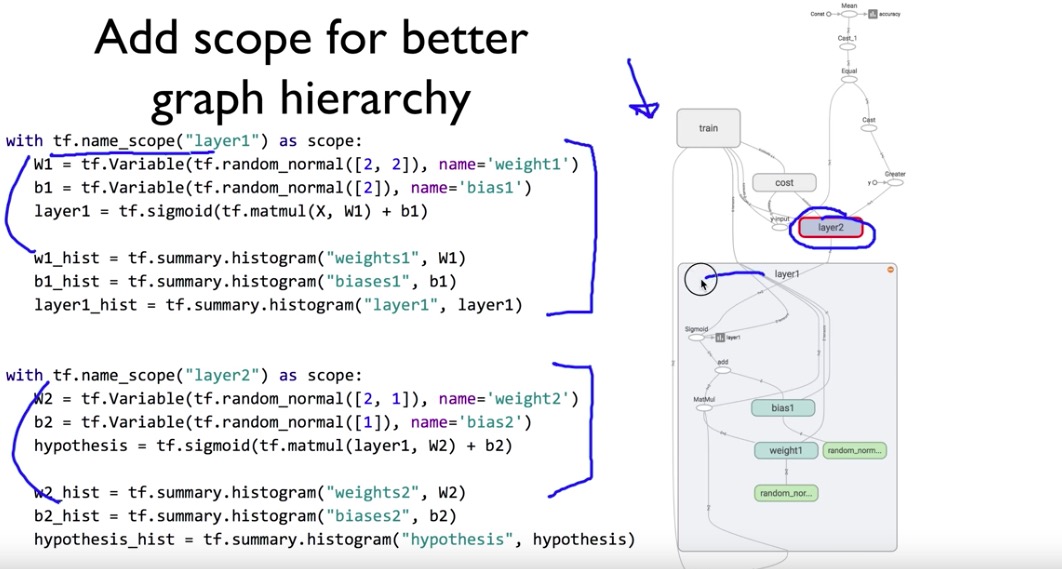 Add scope for better
graph hierarchy
with tf.name_scope("layer1") as scope:
W1 = tf.Variable(tf.random_normal([2, 2]), name='weight1')
b1 = tf.Variable(tf.random_normal([2]), name='bias1')
layer1 = tf.sigmoid(tf.matmul(X, W1) + b1)
w1_hist = tf.summary.histogram("weights1", W1)
b1_hist = tf.summary.histogram("biases1", b1)
layer1_hist = tf.summary.histogram("layer1", layer1)
with tf.name_scope("layer2") as scope:
W2 = tf.Variable(tf.random_normal([2, 1]), name='weight2')
b2 = tf.Variable(tf.random_normal([1]), name='bias2')
hypothesis = tf.sigmoid(tf.matmul(layer1, W2) + b2)
w2_hist = tf.summary.histogram("weights2", W2)
b2_hist = tf.summary.histogram("biases2", b2)
hypothesis_hist = tf.summary.histogram("hypothesis", hypothesis)
Mean
Const
accuracy
Cast_1
Equal
Cast
Greater
y
train
cost
y-input
layer2
layer1
Sigmoid
layer1
add
MatMul
bias1
weight1
random_norm...
random_nor...